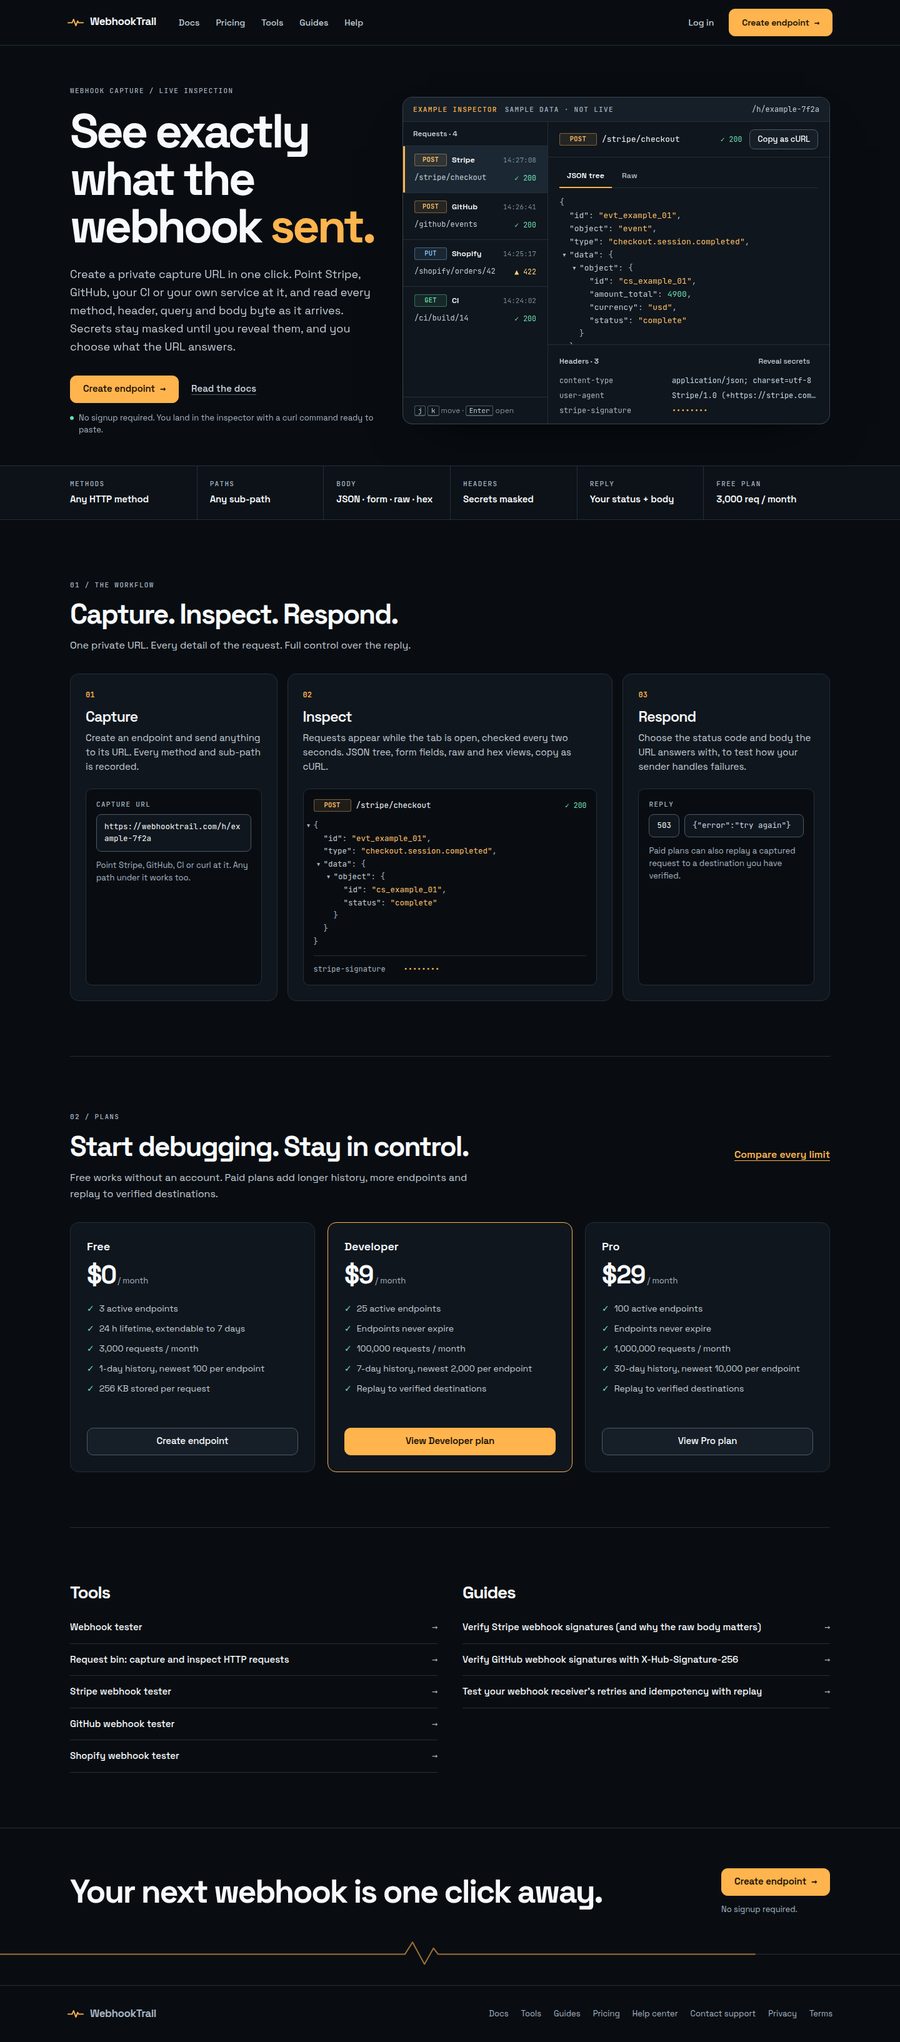 WebhookTrail Docs Pricing Tools Guides Help Log in Create endpoint →
WEBHOOK CAPTURE / LIVE INSPECTION
See exactly
what the
webhook sent.
Create a private capture URL in one click. Point Stripe,
GitHub, your CI or your own service at it, and read every
method, header, query and body byte as it arrives.
Secrets stay masked until you reveal them, and you
choose what the URL answers.
Create endpoint → Read the docs
No signup required. You land in the inspector with a curl command ready to
paste.
EXAMPLE INSPECTOR SAMPLE DATA · NOT LIVE /h/example-7f2a
Requests · 4
POST Stripe 14:27:08
/stripe/checkout ✓ 200
POST GitHub 14:26:41
/github/events ✓ 200
PUT Shopify 14:25:17
/shopify/orders/42 ▲ 422
GET CI 14:24:02
/ci/build/14 ✓ 200
j k move · Enter open
POST /stripe/checkout ✓ 200 Copy as cURL
JSON tree Raw
{
"id": "evt_example_01",
"object": "event",
"type": "checkout.session.completed",
▾ "data": {
▾ "object": {
"id": "cs_example_01",
"amount_total": 4900,
"currency": "usd",
"status": "complete"
}
Headers · 3 Reveal secrets
content-type application/json; charset=utf-8
user-agent Stripe/1.0 (+https://stripe.com…
stripe-signature ••••••••
METHODS
Any HTTP method
PATHS
Any sub-path
BODY
JSON · form · raw · hex
HEADERS
Secrets masked
REPLY
Your status + body
FREE PLAN
3,000 req / month
01 / THE WORKFLOW
Capture. Inspect. Respond.
One private URL. Every detail of the request. Full control over the reply.
01
Capture
Create an endpoint and send anything
to its URL. Every method and sub-path
is recorded.
CAPTURE URL
https://webhooktrail.com/h/ex
ample-7f2a
Point Stripe, GitHub, CI or curl at it. Any
path under it works too.
02
Inspect
Requests appear while the tab is open, checked every two
seconds. JSON tree, form fields, raw and hex views, copy as
cURL.
POST /stripe/checkout ✓ 200
▾ {
"id": "evt_example_01",
"type": "checkout.session.completed",
▾ "data": {
▾ "object": {
"id": "cs_example_01",
"status": "complete"
}
}
}
stripe-signature ••••••••
03
Respond
Choose the status code and body the
URL answers with, to test how your
sender handles failures.
REPLY
503 {"error":"try again"}
Paid plans can also replay a captured
request to a destination you have
verified.
02 / PLANS
Start debugging. Stay in control.
Compare every limit
Free works without an account. Paid plans add longer history, more endpoints and
replay to verified destinations.
Free
$0 / month
✓ 3 active endpoints
✓ 24 h lifetime, extendable to 7 days
✓ 3,000 requests / month
✓ 1-day history, newest 100 per endpoint
✓ 256 KB stored per request
Create endpoint
Developer
$9 / month
✓ 25 active endpoints
✓ Endpoints never expire
✓ 100,000 requests / month
✓ 7-day history, newest 2,000 per endpoint
✓ Replay to verified destinations
View Developer plan
Pro
$29 / month
✓ 100 active endpoints
✓ Endpoints never expire
✓ 1,000,000 requests / month
✓ 30-day history, newest 10,000 per endpoint
✓ Replay to verified destinations
View Pro plan
Tools
Webhook tester →
Request bin: capture and inspect HTTP requests →
Stripe webhook tester →
GitHub webhook tester →
Shopify webhook tester →
Guides
Verify Stripe webhook signatures (and why the raw body matters) →
Verify GitHub webhook signatures with X-Hub-Signature-256 →
Test your webhook receiver's retries and idempotency with replay →
Your next webhook is one click away.
Create endpoint →
No signup required.
WebhookTrail Docs Tools Guides Pricing Help center Contact support Privacy Terms